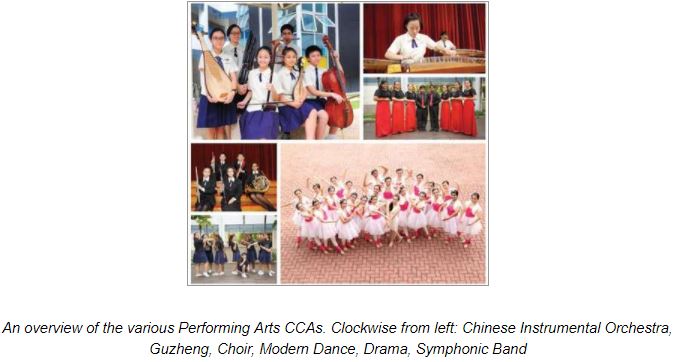 An overview of the various Performing Arts CCAs. Clockwise from left: Chinese Instrumental Orchestra,
Guzheng, Choir, Modern Dance, Drama, Symphonic Band